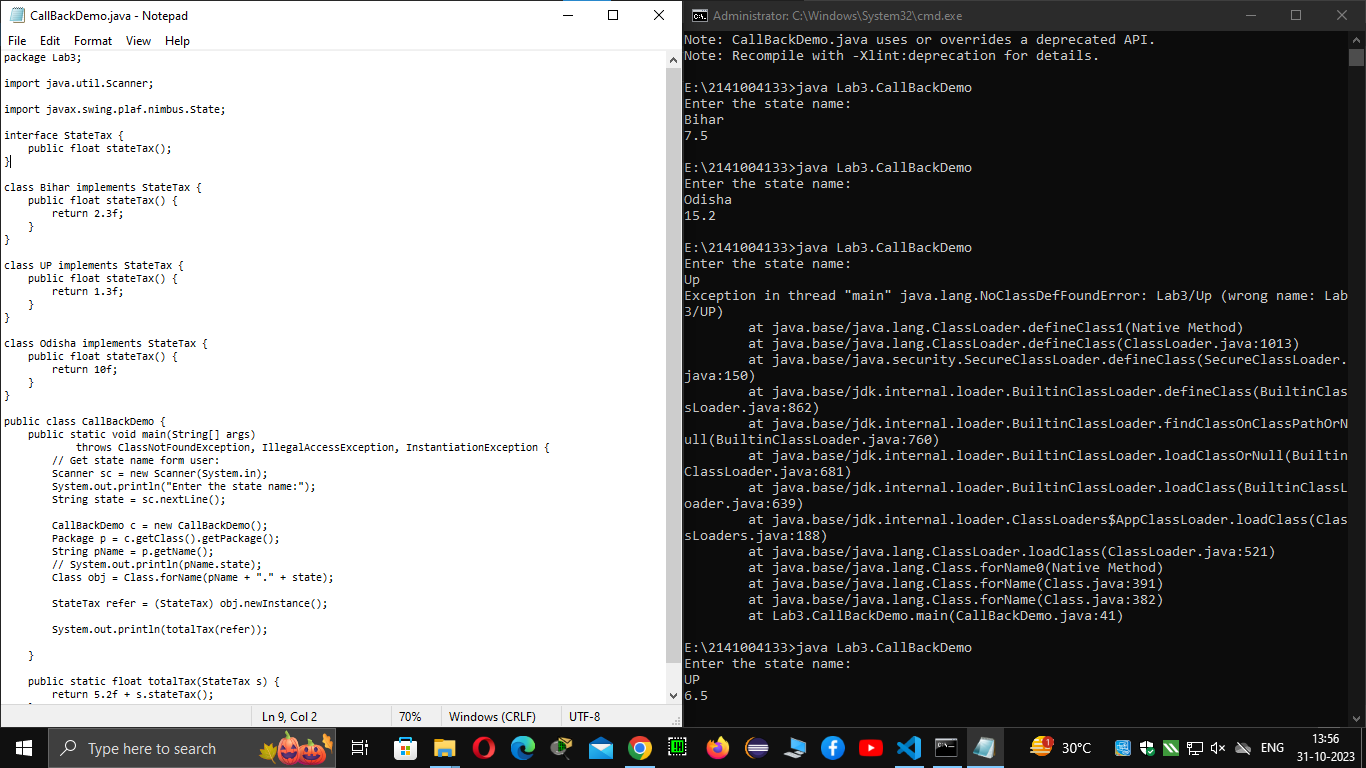 CallBackDemo.java - Notepad
File Edit Format View Help
package Lab3;
import java.util.Scanner;
import javax.swing.plaf.nimbus.State;
interface StateTax {
public float stateTax();
}
class Bihar implements StateTax {
public float stateTax() {
return 2.3f;
}
}
class UP implements StateTax {
public float stateTax() {
return 1.3f;
}
}
class Odisha implements StateTax {
public float stateTax() {
return 10f;
}
}
public class CallBackDemo {
public static void main(String[] args)
throws ClassNotFoundException, IllegalAccessException, InstantiationException {
// Get state name form user:
Scanner sc = new Scanner(System.in);
System.out.println("Enter the state name:");
String state = sc.nextLine();
CallBackDemo c = new CallBackDemo();
Package p = c.getClass().getPackage();
String pName = p.getName();
// System.out.println(pName.state);
Class obj = Class.forName(pName + "." + state);
StateTax refer = (StateTax) obj.newInstance();
System.out.println(totalTax(refer));
}
public static float totalTax(StateTax s) {
return 5.2f + s.stateTax();
Ln 9, Col 2 70% Windows (CRLF) UTF-8
Administrator: C:\Windows\System32\cmd.exe
Note: CallBackDemo.java uses or overrides a deprecated API.
Note: Recompile with -Xlint:deprecation for details.
E:\2141004133>java Lab3.CallBackDemo
Enter the state name:
Bihar
7.5
E:\2141004133>java Lab3.CallBackDemo
Enter the state name:
Odisha
15.2
E:\2141004133>java Lab3.CallBackDemo
Enter the state name:
Up
Exception in thread "main" java.lang.NoClassDefFoundError: Lab3/Up (wrong name: Lab
3/UP)
at java.base/java.lang.ClassLoader.defineClass1(Native Method)
at java.base/java.lang.ClassLoader.defineClass(ClassLoader.java:1013)
at java.base/java.security.SecureClassLoader.defineClass(SecureClassLoader.
java:150)
at java.base/jdk.internal.loader.BuiltinClassLoader.defineClass(BuiltinClas
sLoader.java:862)
at java.base/jdk.internal.loader.BuiltinClassLoader.findClassOnClassPathOrN
ull(BuiltinClassLoader.java:760)
at java.base/jdk.internal.loader.BuiltinClassLoader.loadClassOrNull(Builtin
ClassLoader.java:681)
at java.base/jdk.internal.loader.BuiltinClassLoader.loadClass(BuiltinClassL
oader.java:639)
at java.base/jdk.internal.loader.ClassLoaders$AppClassLoader.loadClass(Clas
sLoaders.java:188)
at java.base/java.lang.ClassLoader.loadClass(ClassLoader.java:521)
at java.base/java.lang.Class.forName0(Native Method)
at java.base/java.lang.Class.forName(Class.java:391)
at java.base/java.lang.Class.forName(Class.java:382)
at Lab3.CallBackDemo.main(CallBackDemo.java:41)
E:\2141004133>java Lab3.CallBackDemo
Enter the state name:
UP
6.5
Type here to search
1 30°C ENG 13:56
31-10-2023